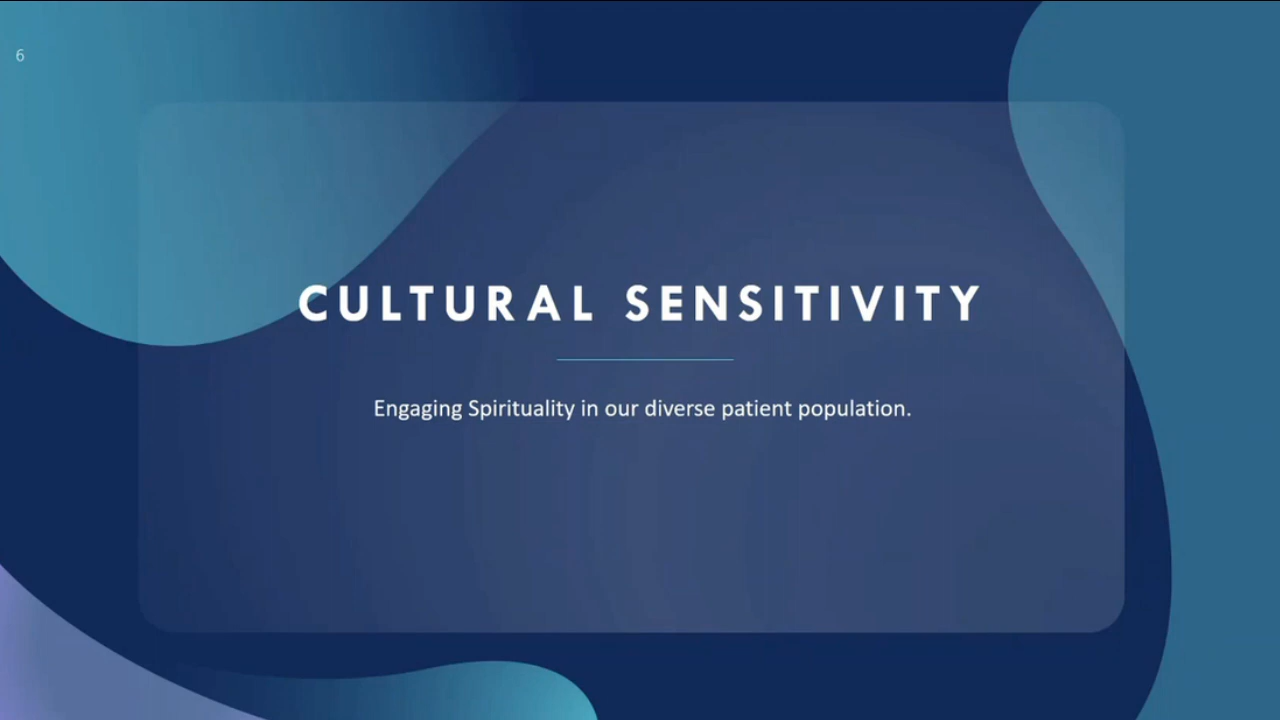 6
CULTURAL SENSITIVITY
Engaging Spirituality in our diverse patient population.